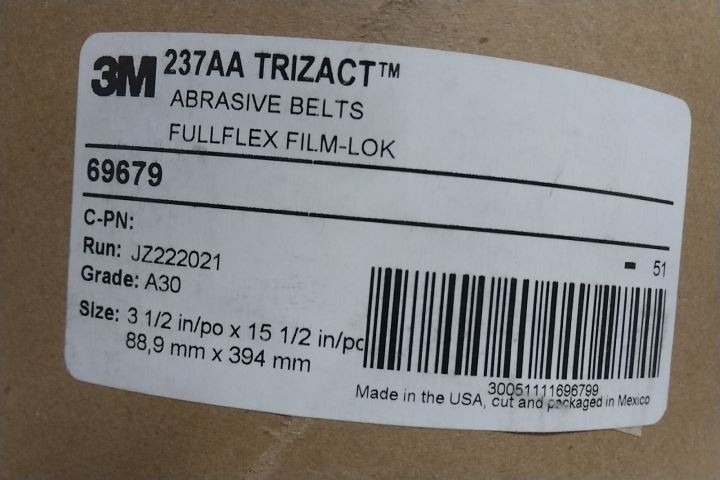 3M 237AA TRIZACT™
ABRASIVE BELTS
FULLFLEX FILM-LOK
69679
C-PN:
Run: JZ222021
- 51
Grade: A30
Size: 3 1/2 in/po x 15 1/2 in/po
88,9 mm x 394 mm
30051111696799
Made in the USA, cut and packaged in Mexico